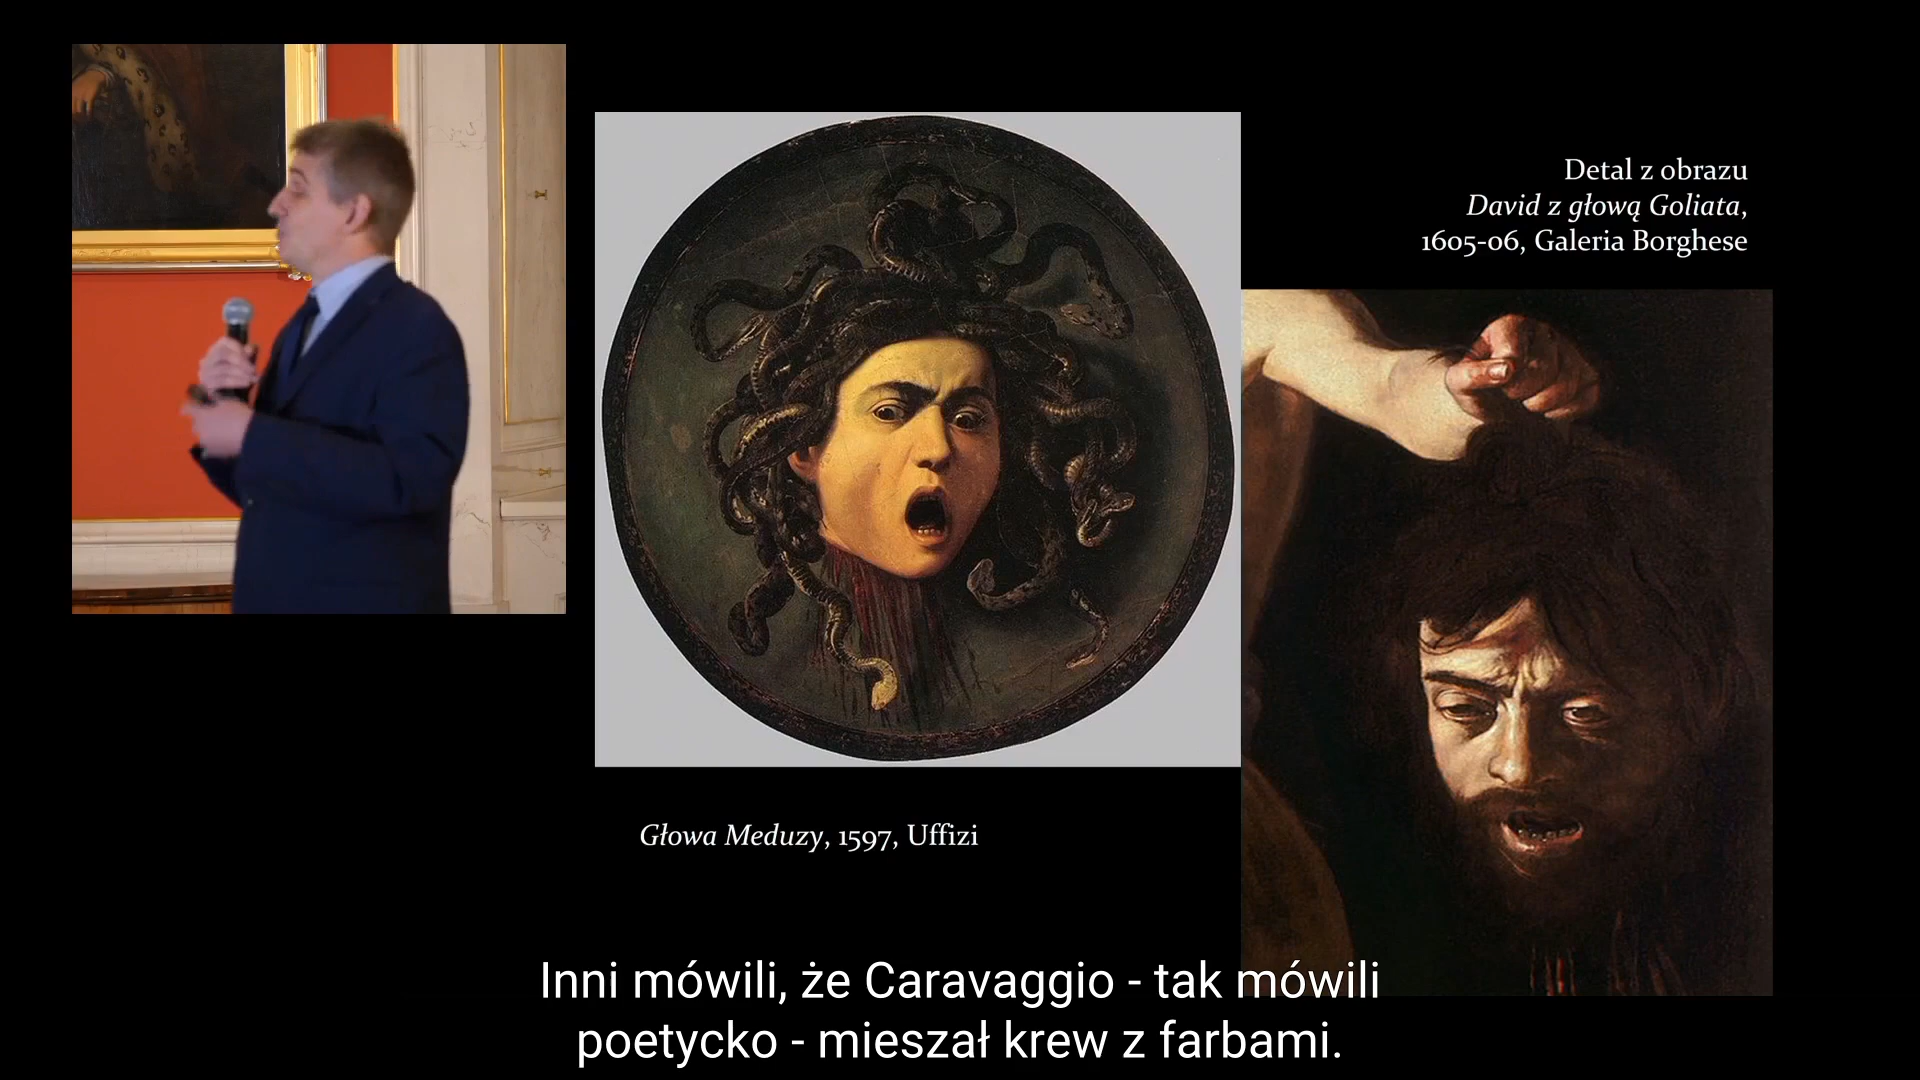 Detal z obrazu
David z głową Goliata,
1605-06, Galeria Borghese
Głowa Meduzy, 1597, Uffizi
Inni mówili, że Caravaggio - tak mówili
poetycko - mieszał krew z farbami.